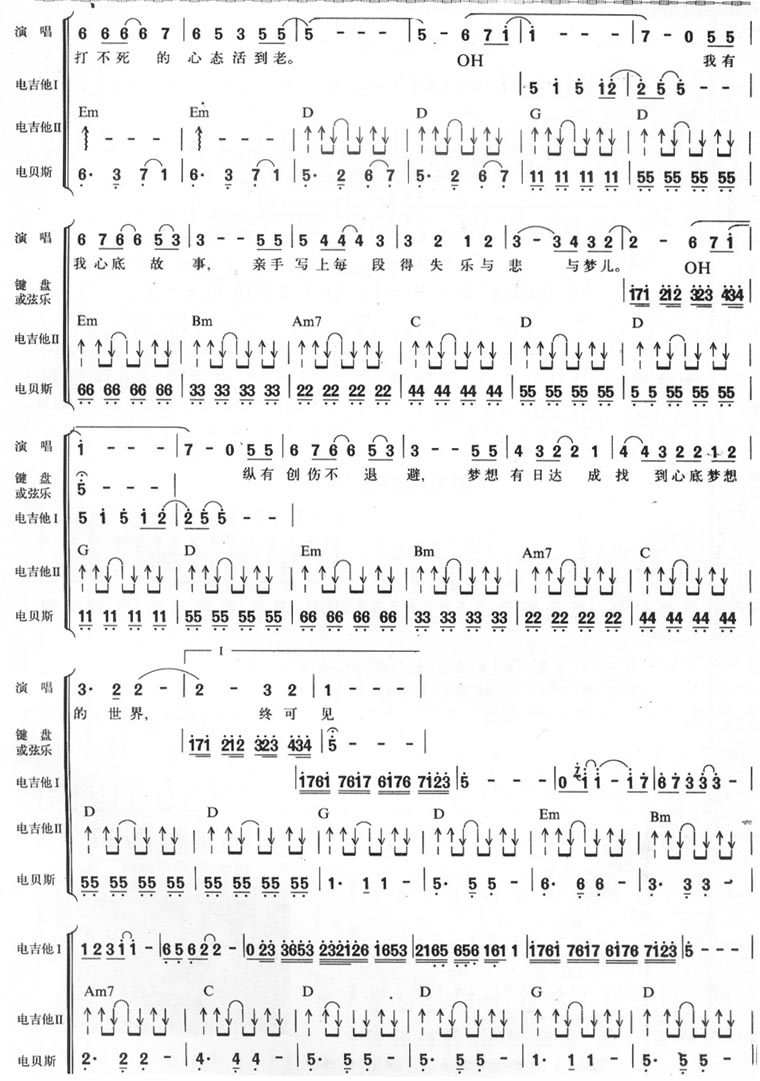 演 唱 6 6 6 6 6 7 | 6 5 3 5 5 | 5 - - - | 5 - 6 7 1 | 1 - - - | 7 - 0 5 5
打 不 死 的 心 态 活 到 老。 OH 我 有
电吉他I 5 1 5 1 2 | 2 5 5 - -
Em Em D D G D
电吉他II - - - | - - -
电贝斯 6· 3 7 1 | 6· 3 7 1 | 5· 2 6 7 | 5· 2 6 7 | 11 11 11 11 | 55 55 55 55
演 唱 6 7 6 6 5 3 | 3 - - 5 5 | 5 4 4 4 3 | 3 2 1 2 | 3 - 3 4 3 2 | 2 - 6 7 1
我 心 底 故 事, 亲 手 写 上 每 段 得 失 乐 与 悲 与 梦 儿。 OH
键 盘
或弦乐 171 212 323 434
Em Bm Am7 C D D
电吉他II
电贝斯 66 66 66 66 | 33 33 33 33 | 22 22 22 22 | 44 44 44 44 | 55 55 55 55 | 5 5 55 55 55
演 唱 1 - - - | 7 - 0 5 5 | 6 7 6 6 5 3 | 3 - - 5 5 | 4 3 2 2 1 | 4 4 3 2 2 1 2
纵 有 创 伤 不 退 避, 梦 想 有 日 达 成 找 到 心 底 梦 想
键 盘
或弦乐 5 - - -
电吉他I 5 1 5 1 2 | 2 5 5 - -
G D Em Bm Am7 C
电吉他II
电贝斯 11 11 11 11 | 55 55 55 55 | 66 66 66 66 | 33 33 33 33 | 22 22 22 22 | 44 44 44 44
I
演 唱 3· 2 2 - | 2 - 3 2 | 1 - - -
的 世 界, 终 可 见
键 盘
或弦乐 171 212 323 434 | 5 - - -
电吉他I 1761 7617 6176 7123 | 5 - - | 0 1 1 - 1 7 | 6 7 3 3 3 -
D D G D Em Bm
电吉他II
电贝斯 55 55 55 55 | 55 55 55 55 | 1· 1 1 - | 5· 5 5 - | 6· 6 6 - | 3· 3 3 -
电吉他I 1 2 3 1 1 - | 6 5 6 2 2 - | 0 23 3653 232126 1653 | 2165 656 161 1 | 1761 7617 6176 7123 | 5 - - -
Am7 C D D G D
电吉他II
电贝斯 2· 2 2 - | 4· 4 4 - | 5· 5 5 - | 5· 5 5 - | 1· 1 1 - | 5· 5 5 -